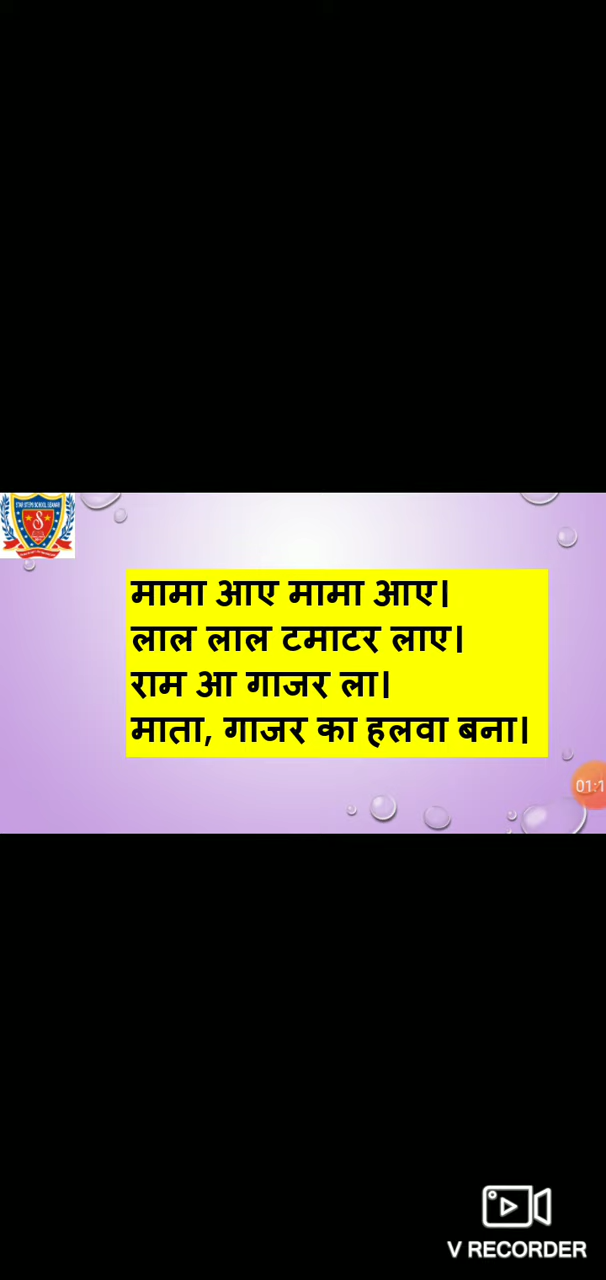 मामा आए मामा आए।
लाल लाल टमाटर लाए।
राम आ गाजर ला।
माता, गाजर का हलवा बना।
01:1
V RECORDER